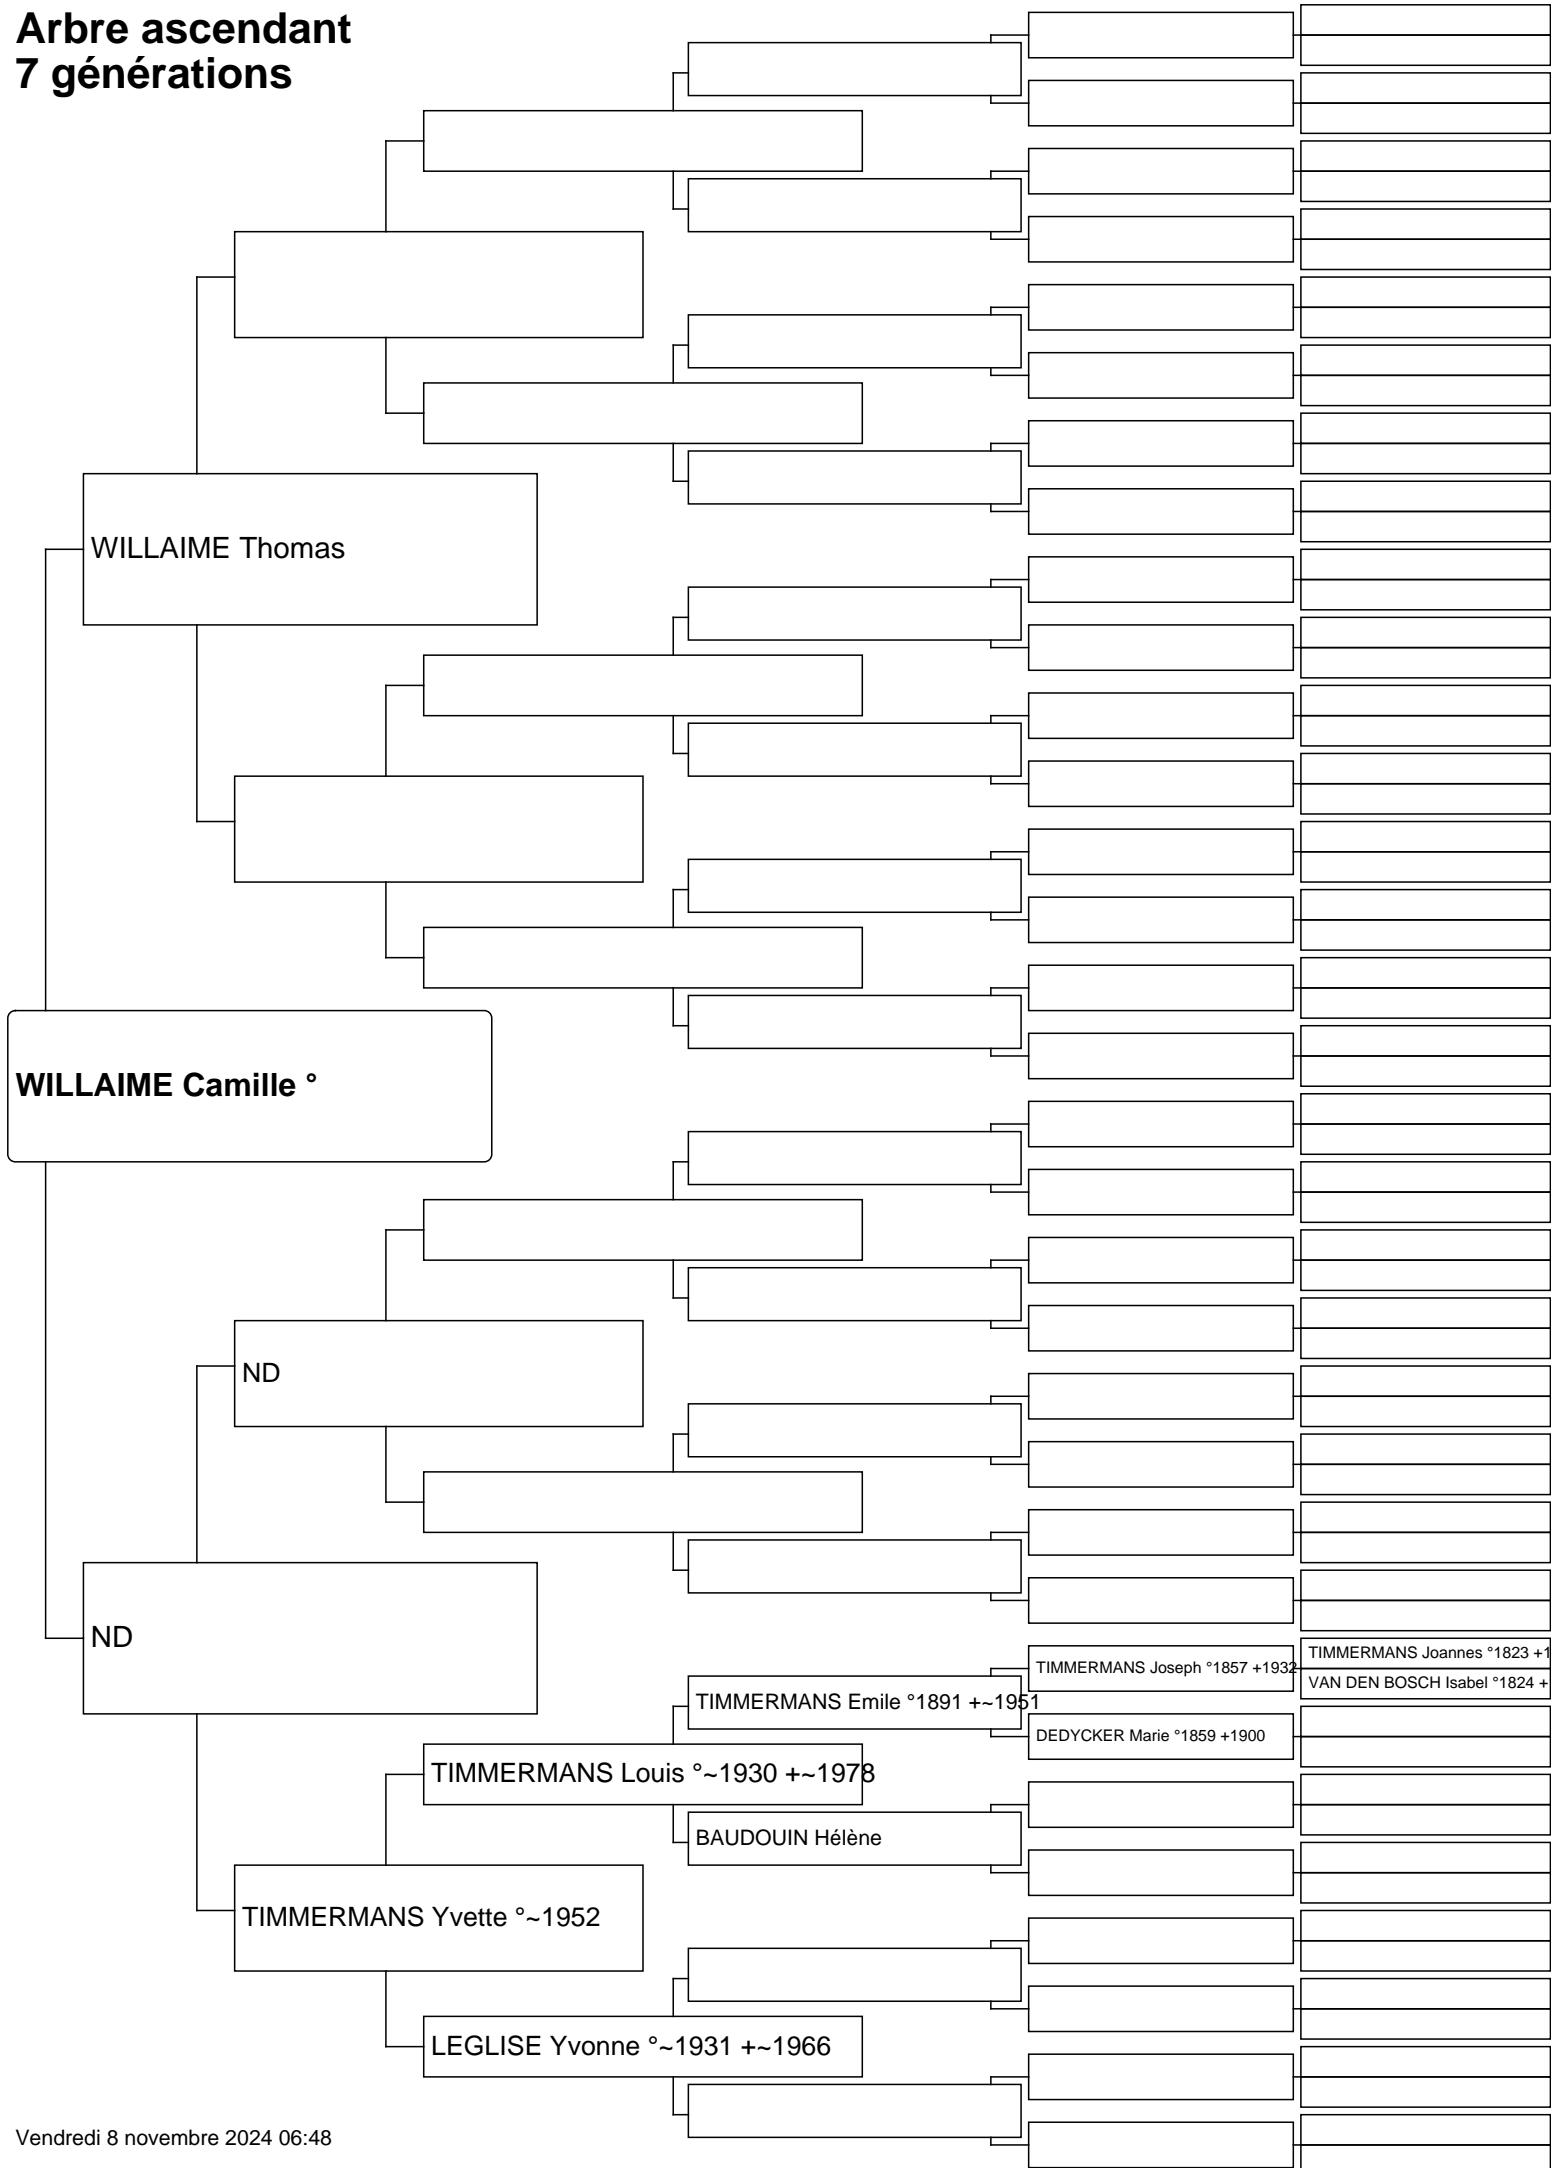 Arbre ascendant
7 générations
WILLAIME Thomas
WILLAIME Camille °
ND
ND
TIMMERMANS Joseph °1857 +1932
TIMMERMANS Joannes °1823 +1
VAN DEN BOSCH Isabel °1824 +
TIMMERMANS Emile °1891 +~1951
DEDYCKER Marie °1859 +1900
TIMMERMANS Louis °~1930 +~1978
BAUDOUIN Hélène
TIMMERMANS Yvette °~1952
LEGLISE Yvonne °~1931 +~1966
Vendredi 8 novembre 2024 06:48